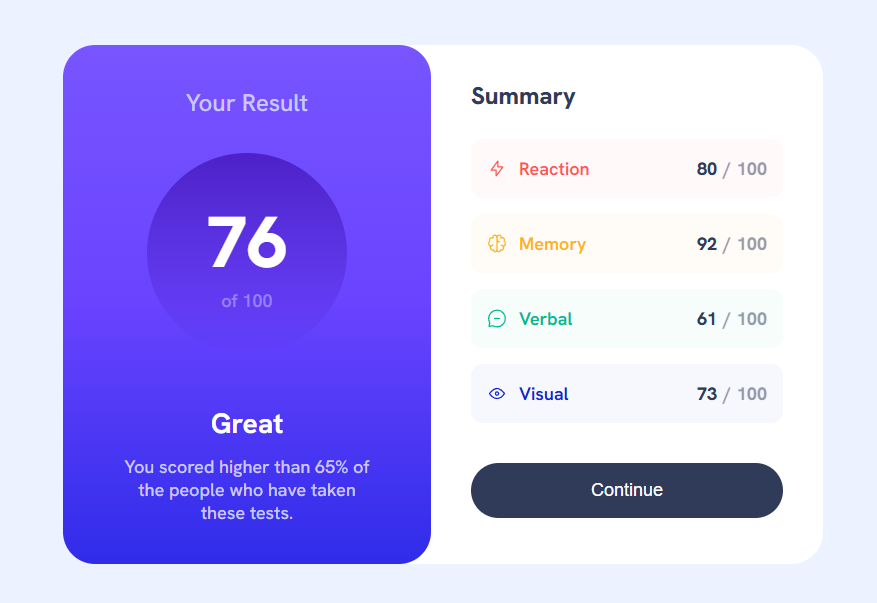 Your Result
76
of 100
Great
You scored higher than 65% of
the people who have taken
these tests.
Summary
Reaction 80 / 100
Memory 92 / 100
Verbal 61 / 100
Visual 73 / 100
Continue